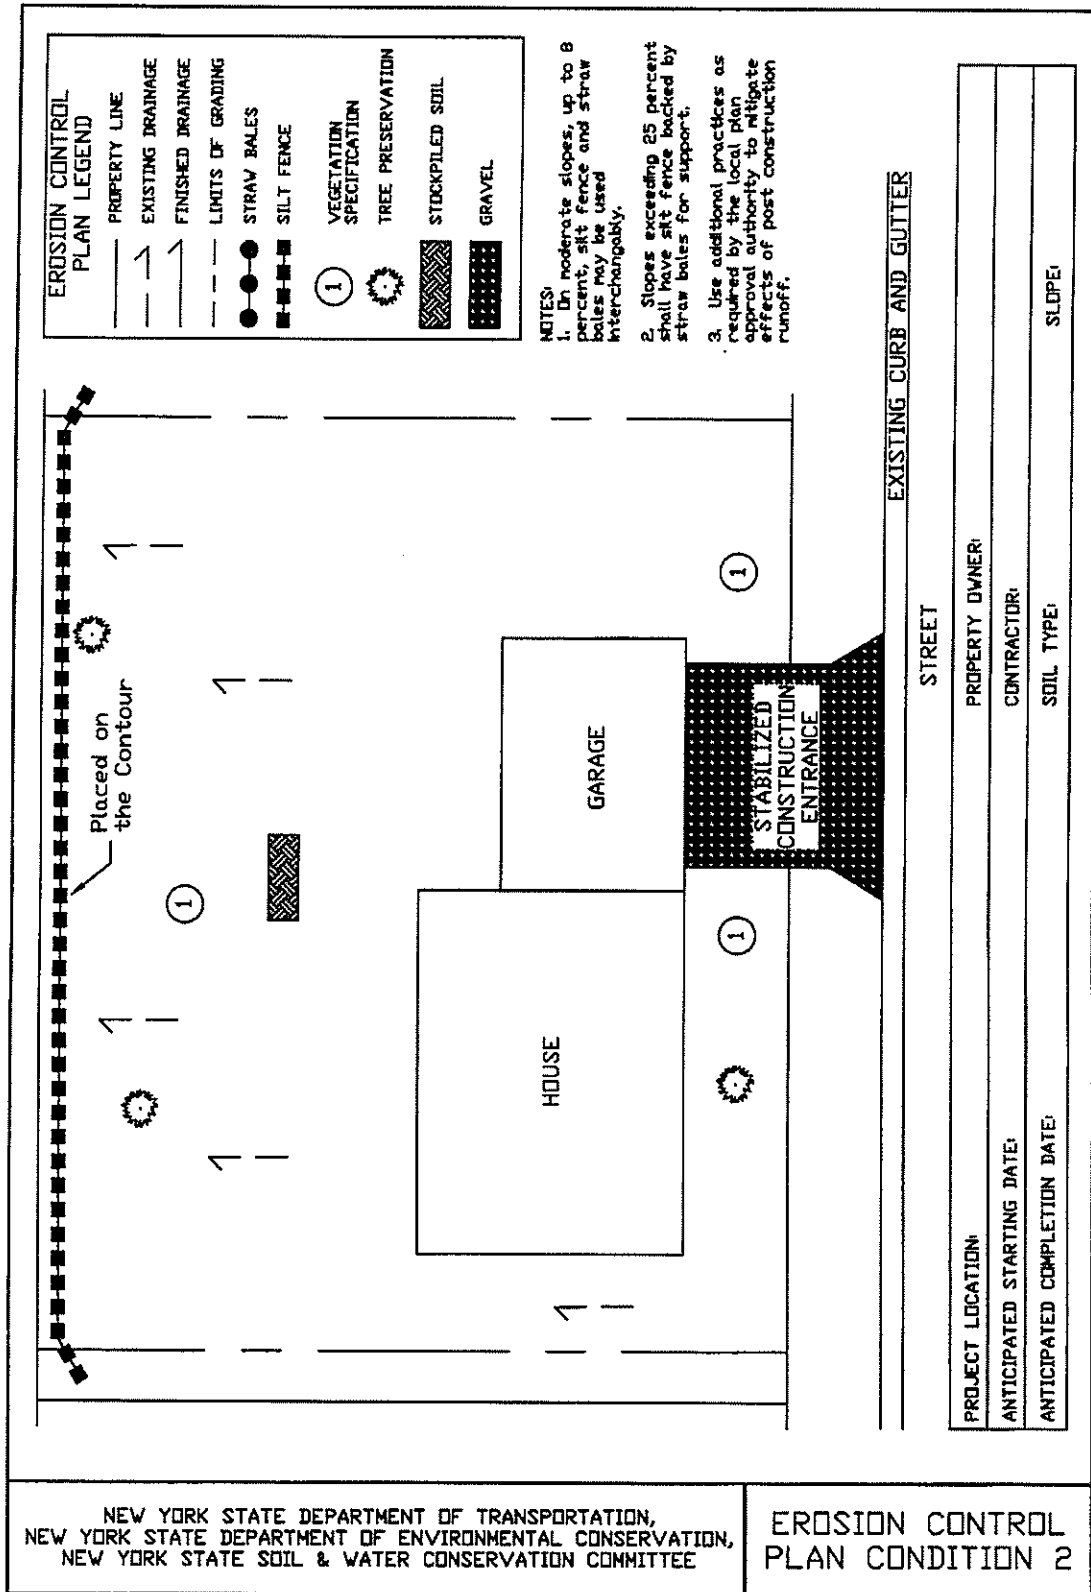 EROSION CONTROL
PLAN LEGEND
PROPERTY LINE
EXISTING DRAINAGE
FINISHED DRAINAGE
LIMITS OF GRADING
STRAW BALES
SILT FENCE
1
VEGETATION
SPECIFICATION
TREE PRESERVATION
STOCKPILED SOIL
GRAVEL
NOTES:
1. On moderate slopes, up to 8
percent, silt fence and straw
bales may be used
interchangably.
2. Slopes exceeding 25 percent
shall have silt fence backed by
straw bales for support.
3. Use additional practices as
required by the local plan
approval authority to mitigate
effects of post construction
runoff.
Placed on
the Contour
1
HOUSE
GARAGE
1
1
STABILIZED
CONSTRUCTION
ENTRANCE
EXISTING CURB AND GUTTER
STREET
PROJECT LOCATION:
PROPERTY OWNER:
ANTICIPATED STARTING DATE:
CONTRACTOR:
ANTICIPATED COMPLETION DATE:
SOIL TYPE:
SLOPE:
NEW YORK STATE DEPARTMENT OF TRANSPORTATION,
NEW YORK STATE DEPARTMENT OF ENVIRONMENTAL CONSERVATION,
NEW YORK STATE SOIL & WATER CONSERVATION COMMITTEE
EROSION CONTROL
PLAN CONDITION 2